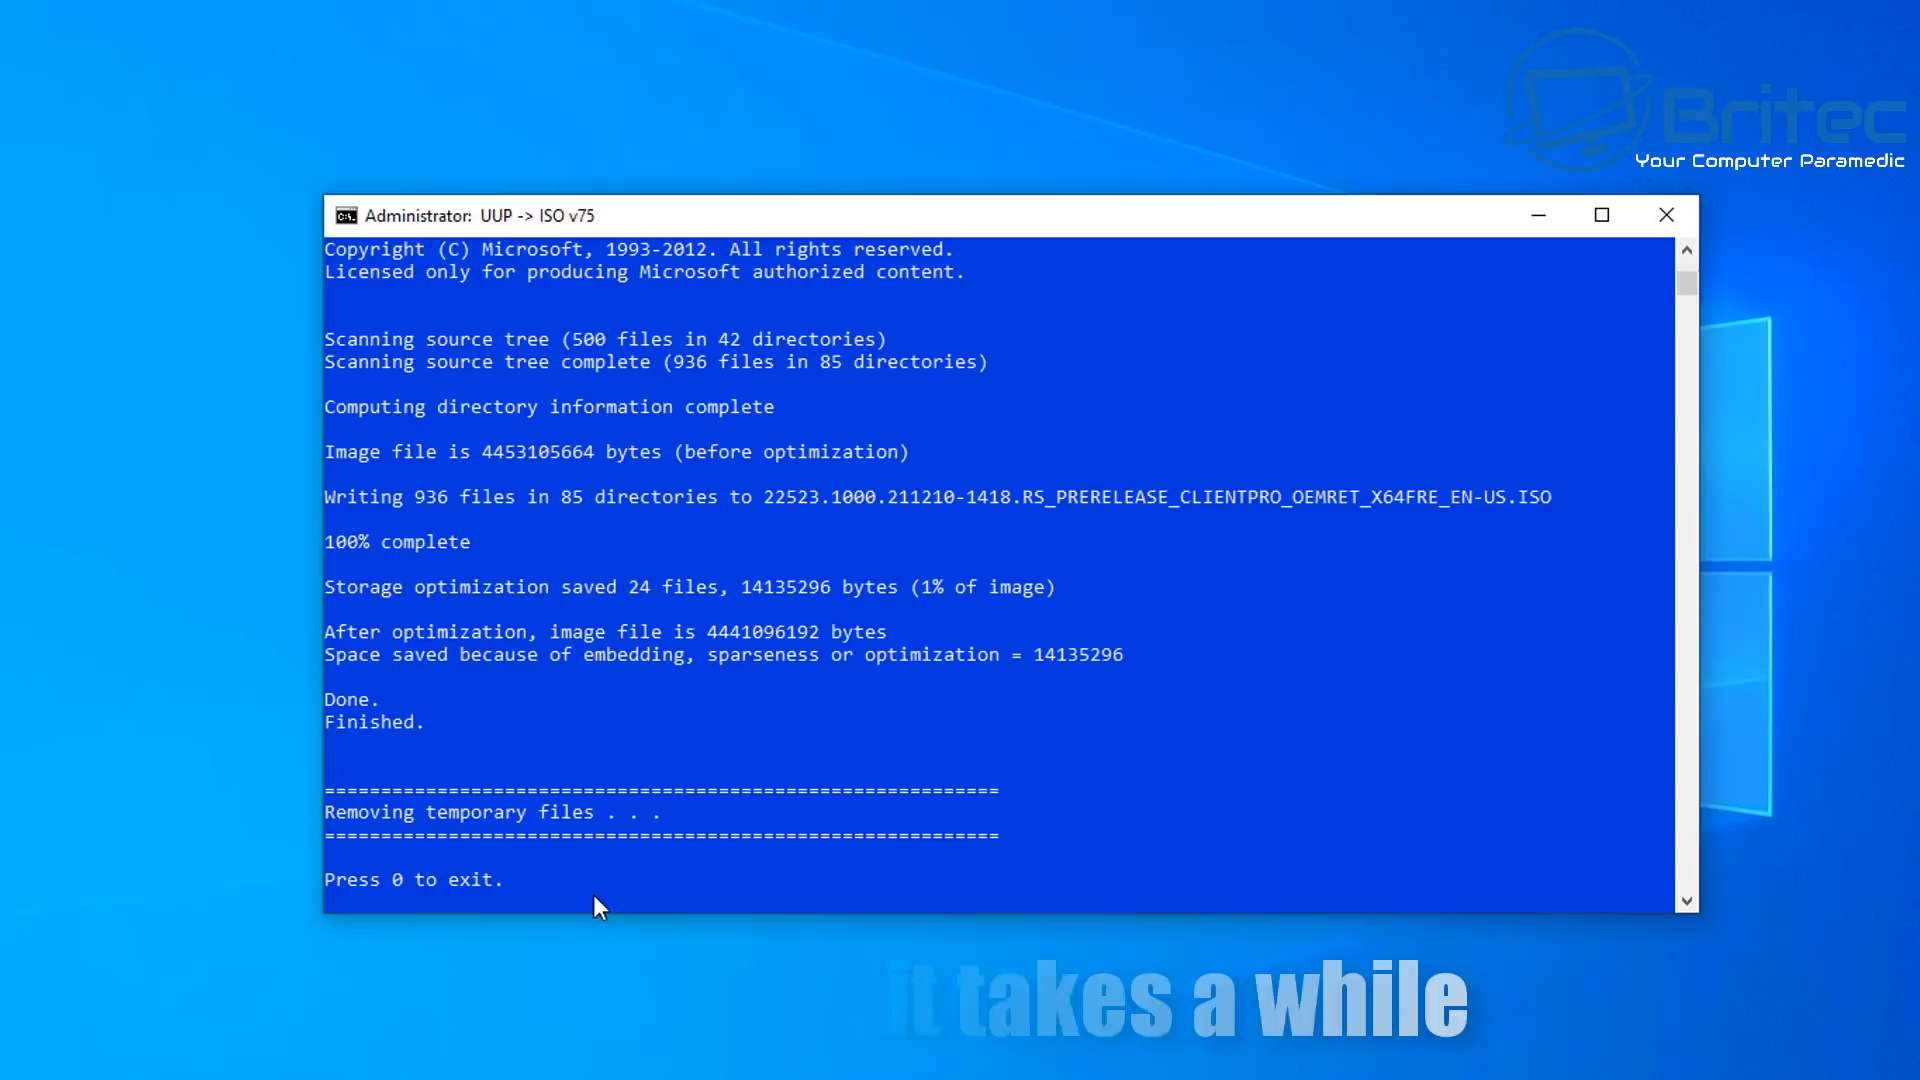 Britec
Your Computer Paramedic
Administrator: UUP -> ISO v75
Copyright (C) Microsoft, 1993-2012. All rights reserved.
Licensed only for producing Microsoft authorized content.
Scanning source tree (500 files in 42 directories)
Scanning source tree complete (936 files in 85 directories)
Computing directory information complete
Image file is 4453105664 bytes (before optimization)
Writing 936 files in 85 directories to 22523.1000.211210-1418.RS_PRERELEASE_CLIENTPRO_OEMRET_X64FRE_EN-US.ISO
100% complete
Storage optimization saved 24 files, 14135296 bytes (1% of image)
After optimization, image file is 4441096192 bytes
Space saved because of embedding, sparseness or optimization = 14135296
Done.
Finished.
============================================================
Removing temporary files . . .
============================================================
Press 0 to exit.
it takes a while